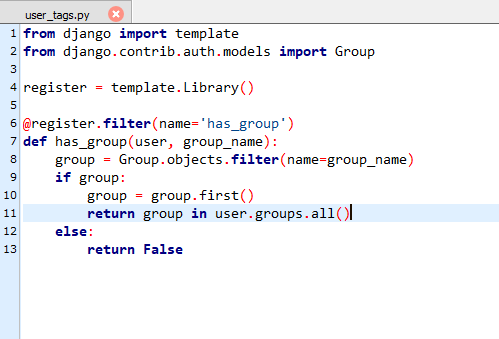 user_tags.py
1 from django import template
2 from django.contrib.auth.models import Group
3
4 register = template.Library()
5
6 @register.filter(name='has_group')
7 def has_group(user, group_name):
8     group = Group.objects.filter(name=group_name)
9     if group:
10         group = group.first()
11         return group in user.groups.all()
12     else:
13         return False